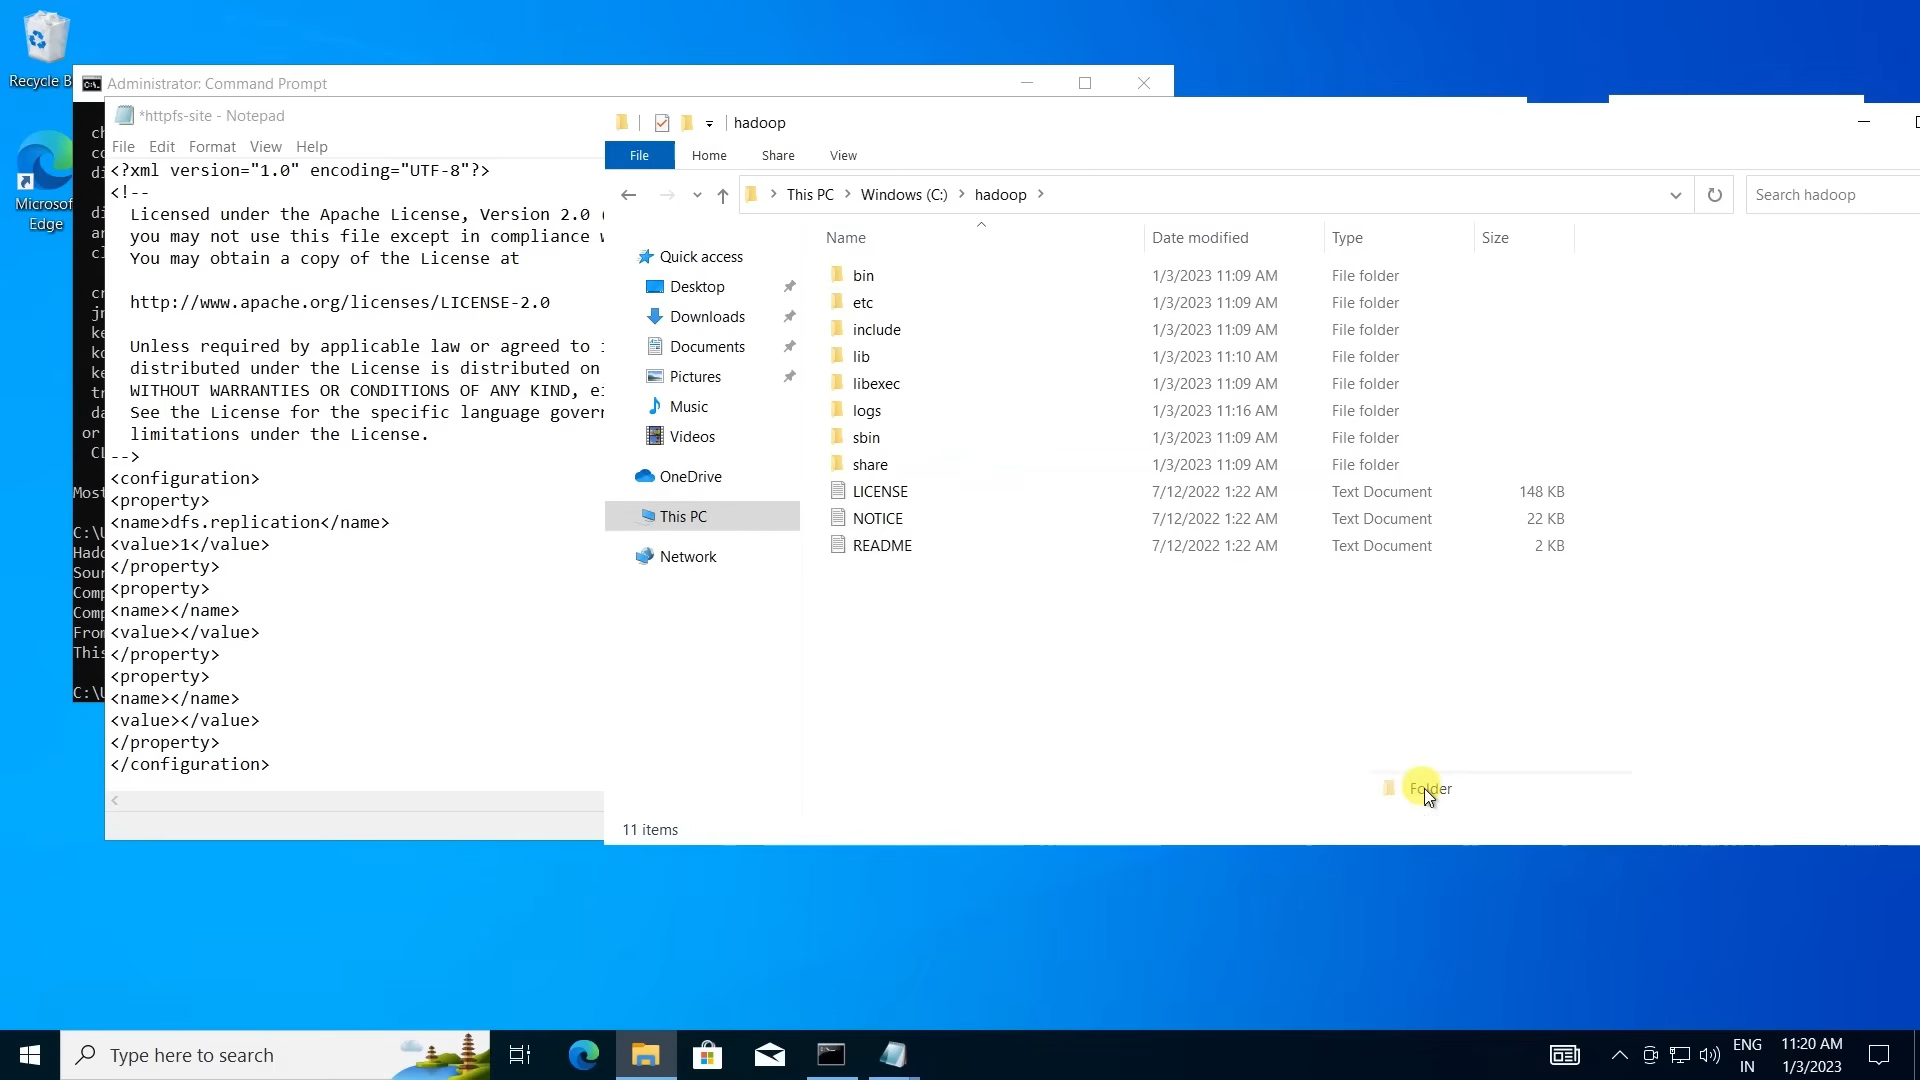 Recycle B
Microsof
Edge
Administrator: Command Prompt
*httpfs-site - Notepad
File Edit Format View Help
<?xml version="1.0" encoding="UTF-8"?>
<!--
Licensed under the Apache License, Version 2.0
you may not use this file except in compliance
You may obtain a copy of the License at
http://www.apache.org/licenses/LICENSE-2.0
Unless required by applicable law or agreed to
distributed under the License is distributed on
WITHOUT WARRANTIES OR CONDITIONS OF ANY KIND, ei
See the License for the specific language gover
limitations under the License.
-->
<configuration>
<property>
<name>dfs.replication</name>
<value>1</value>
</property>
<property>
<name></name>
<value></value>
</property>
<property>
<name></name>
<value></value>
</property>
</configuration>
or
Most
C:\U
Hado
Sour
Comp
Comp
From
This
C:\U
hadoop
File Home Share View
This PC Windows (C:) hadoop
Search hadoop
Quick access
Desktop
Downloads
Documents
Pictures
Music
Videos
OneDrive
This PC
Network
Name Date modified Type Size
bin 1/3/2023 11:09 AM File folder
etc 1/3/2023 11:09 AM File folder
include 1/3/2023 11:09 AM File folder
lib 1/3/2023 11:10 AM File folder
libexec 1/3/2023 11:09 AM File folder
logs 1/3/2023 11:16 AM File folder
sbin 1/3/2023 11:09 AM File folder
share 1/3/2023 11:09 AM File folder
LICENSE 7/12/2022 1:22 AM Text Document 148 KB
NOTICE 7/12/2022 1:22 AM Text Document 22 KB
README 7/12/2022 1:22 AM Text Document 2 KB
Folder
11 items
Type here to search
ENG
IN
11:20 AM
1/3/2023